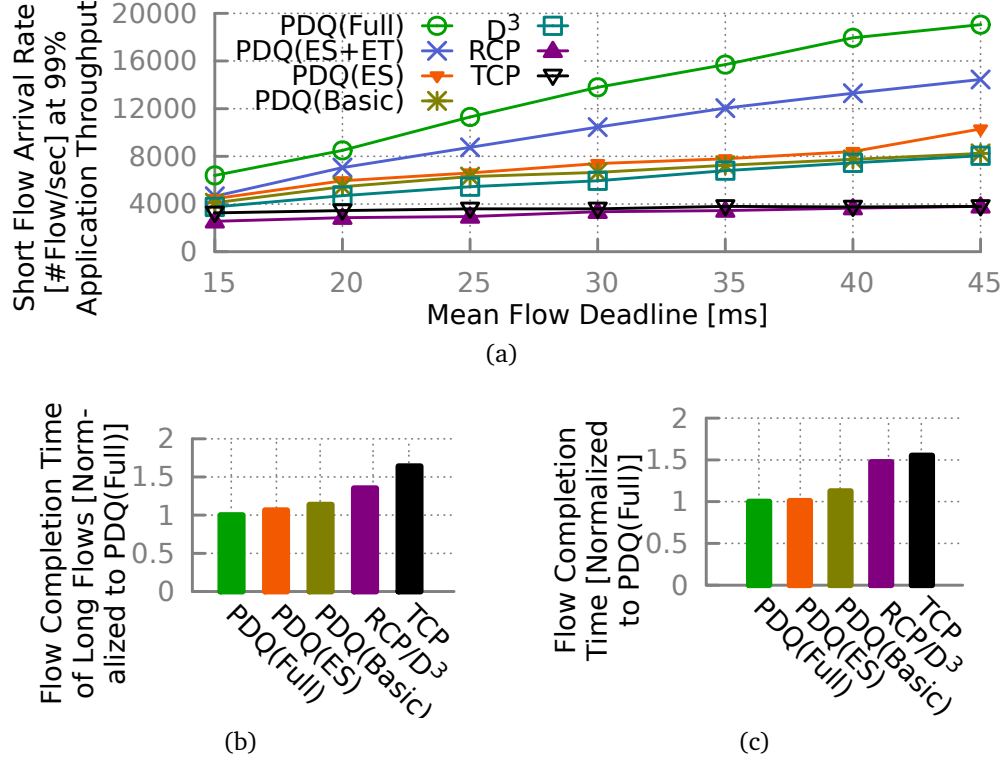 Short Flow Arrival Rate
[#Flow/sec] at 99%
Application Throughput
20000
16000
12000
8000
4000
0
PDQ(Full)
PDQ(ES+ET)
PDQ(ES)
PDQ(Basic)
D³
RCP
TCP
15 20 25 30 35 40 45
Mean Flow Deadline [ms]
(a)
Flow Completion Time
of Long Flows [Norm-
alized to PDQ(Full)]
2
1.5
1
0.5
0
PDQ(Full)
PDQ(ES)
PDQ(Basic)
RCP/D³
TCP
(b)
Flow Completion
Time [Normalized
to PDQ(Full)]
2
1.5
1
0.5
0
PDQ(Full)
PDQ(ES)
PDQ(Basic)
RCP/D³
TCP
(c)